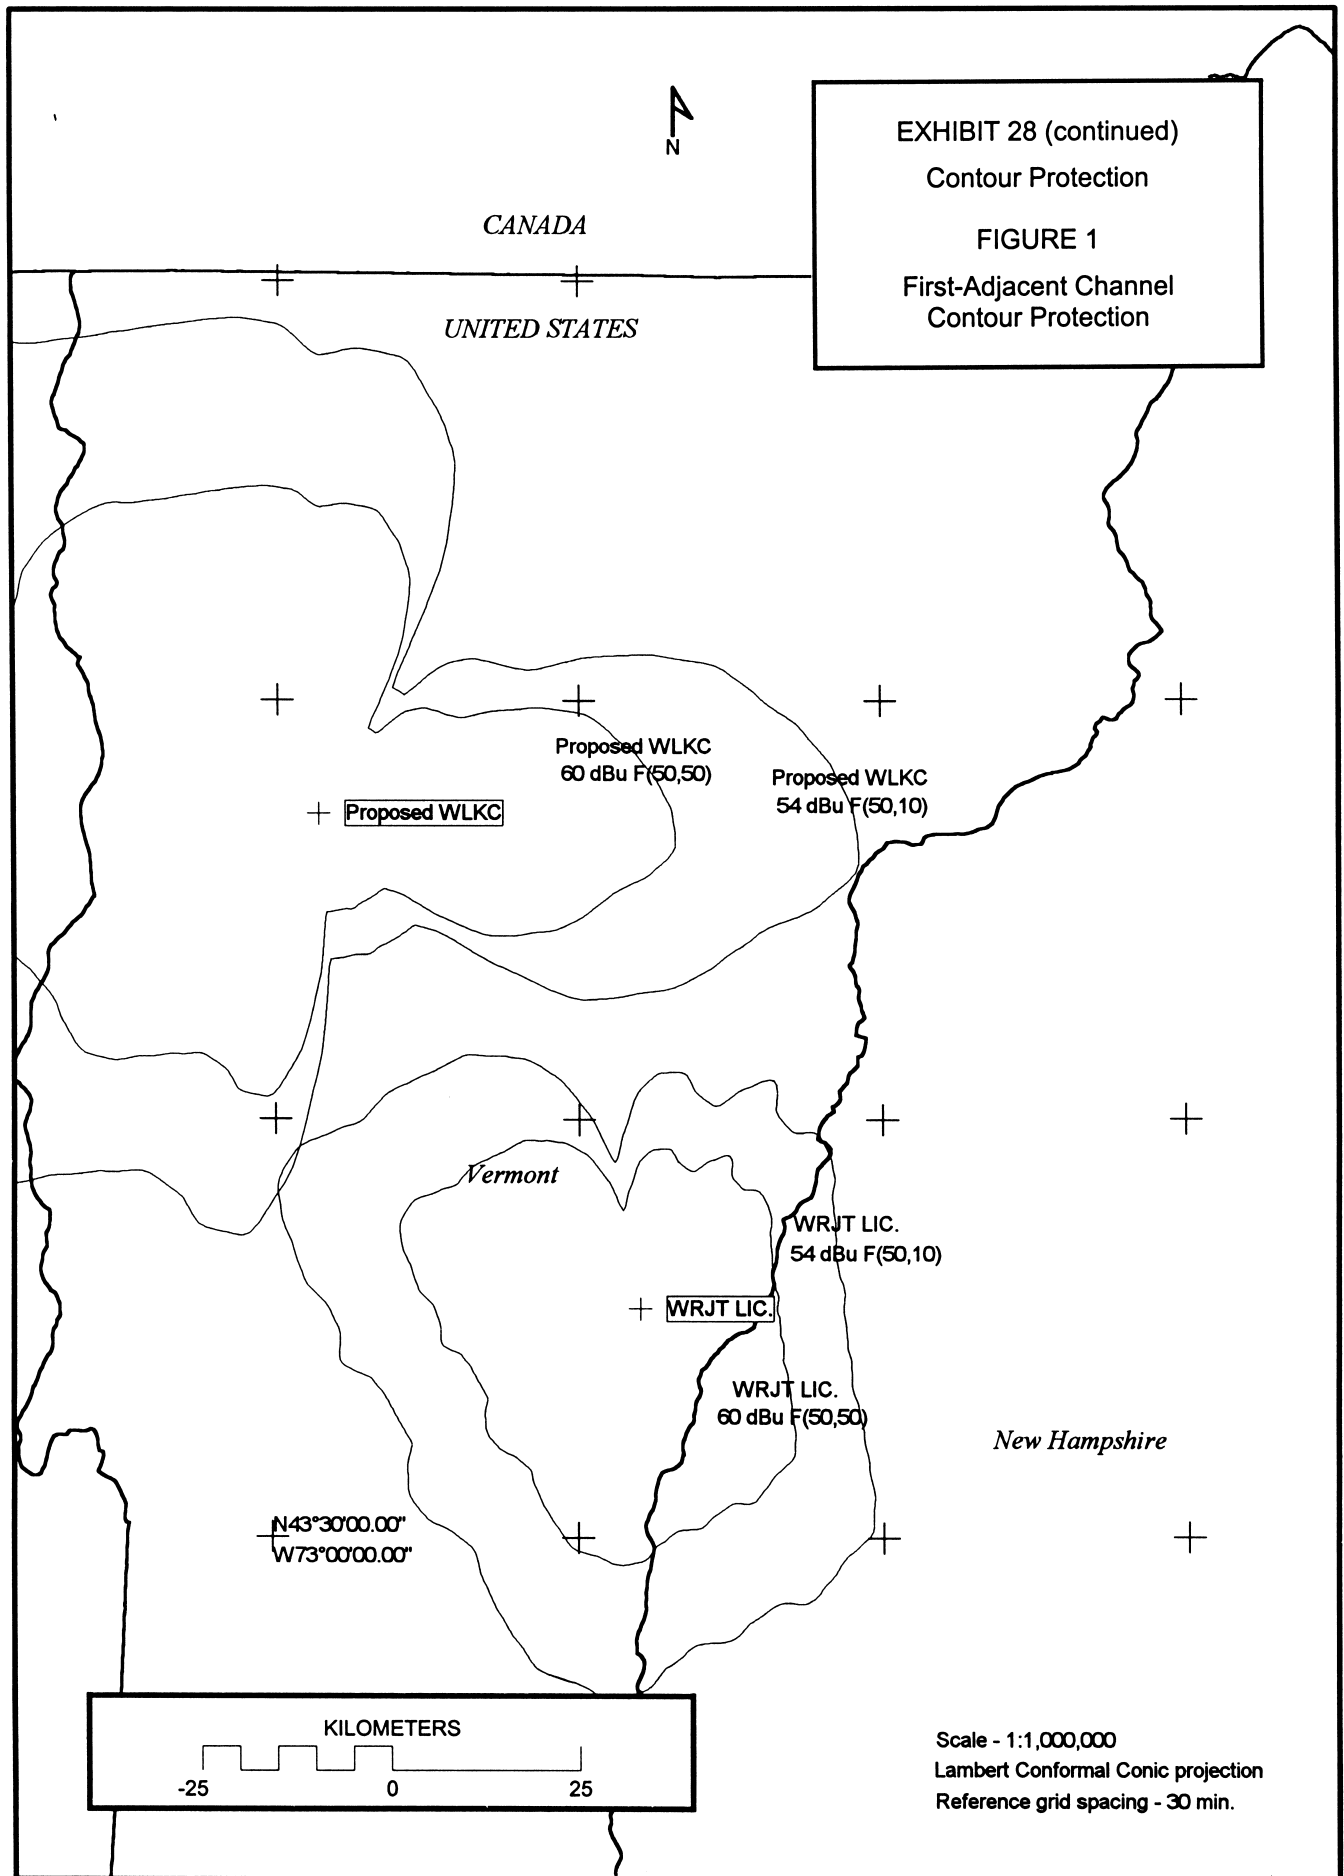 EXHIBIT 28 (continued)
Contour Protection
FIGURE 1
First-Adjacent Channel
Contour Protection
N
CANADA
UNITED STATES
Proposed WLKC
60 dBu F(50,50)
Proposed WLKC
54 dBu F(50,10)
Proposed WLKC
Vermont
WRJT LIC.
54 dBu F(50,10)
WRJT LIC.
WRJT LIC.
60 dBu F(50,50)
New Hampshire
N43°30'00.00"
W73°00'00.00"
KILOMETERS
-25 0 25
Scale - 1:1,000,000
Lambert Conformal Conic projection
Reference grid spacing - 30 min.